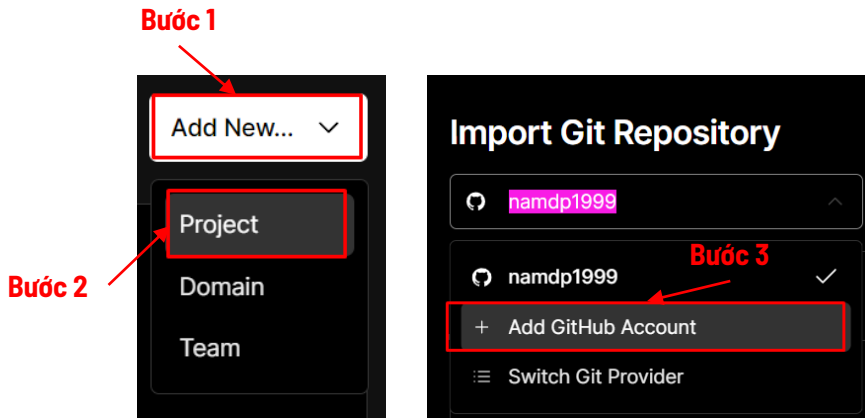 Bước 1
Add New...
Project
Bước 2
Domain
Team
Import Git Repository
namdp1999
Bước 3
namdp1999
+ Add GitHub Account
Switch Git Provider